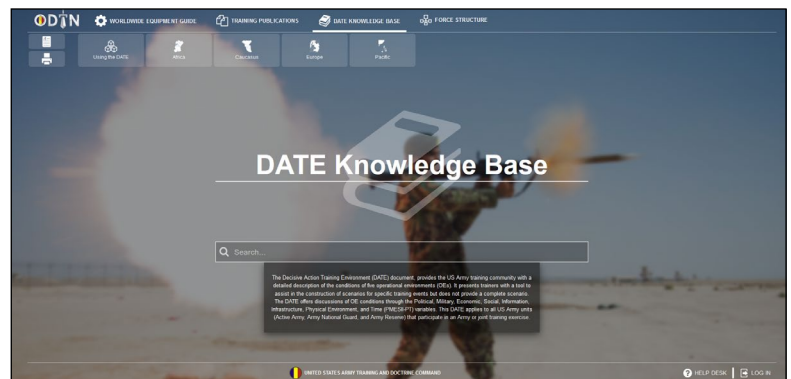 ODIN
WORLDWIDE EQUIPMENT GUIDE
TRAINING PUBLICATIONS
DATE KNOWLEDGE BASE
FORCE STRUCTURE
Using the DATE
Africa
Caucasus
Europe
Pacific
DATE Knowledge Base
Search...
The Decisive Action Training Environment (DATE) document, provides the US Army training community with a
detailed description of the conditions of five operational environments (OEs). It presents trainers with a tool to
assist in the construction of scenarios for specific training events but does not provide a complete scenario.
The DATE offers discussions of OE conditions through the Political, Military, Economic, Social, Information,
Infrastructure, Physical Environment, and Time (PMESII-PT) variables. This DATE applies to all US Army units
(Active Army, Army National Guard, and Army Reserve) that participate in an Army or joint training exercise.
UNITED STATES ARMY TRAINING AND DOCTRINE COMMAND
HELP DESK
LOG IN